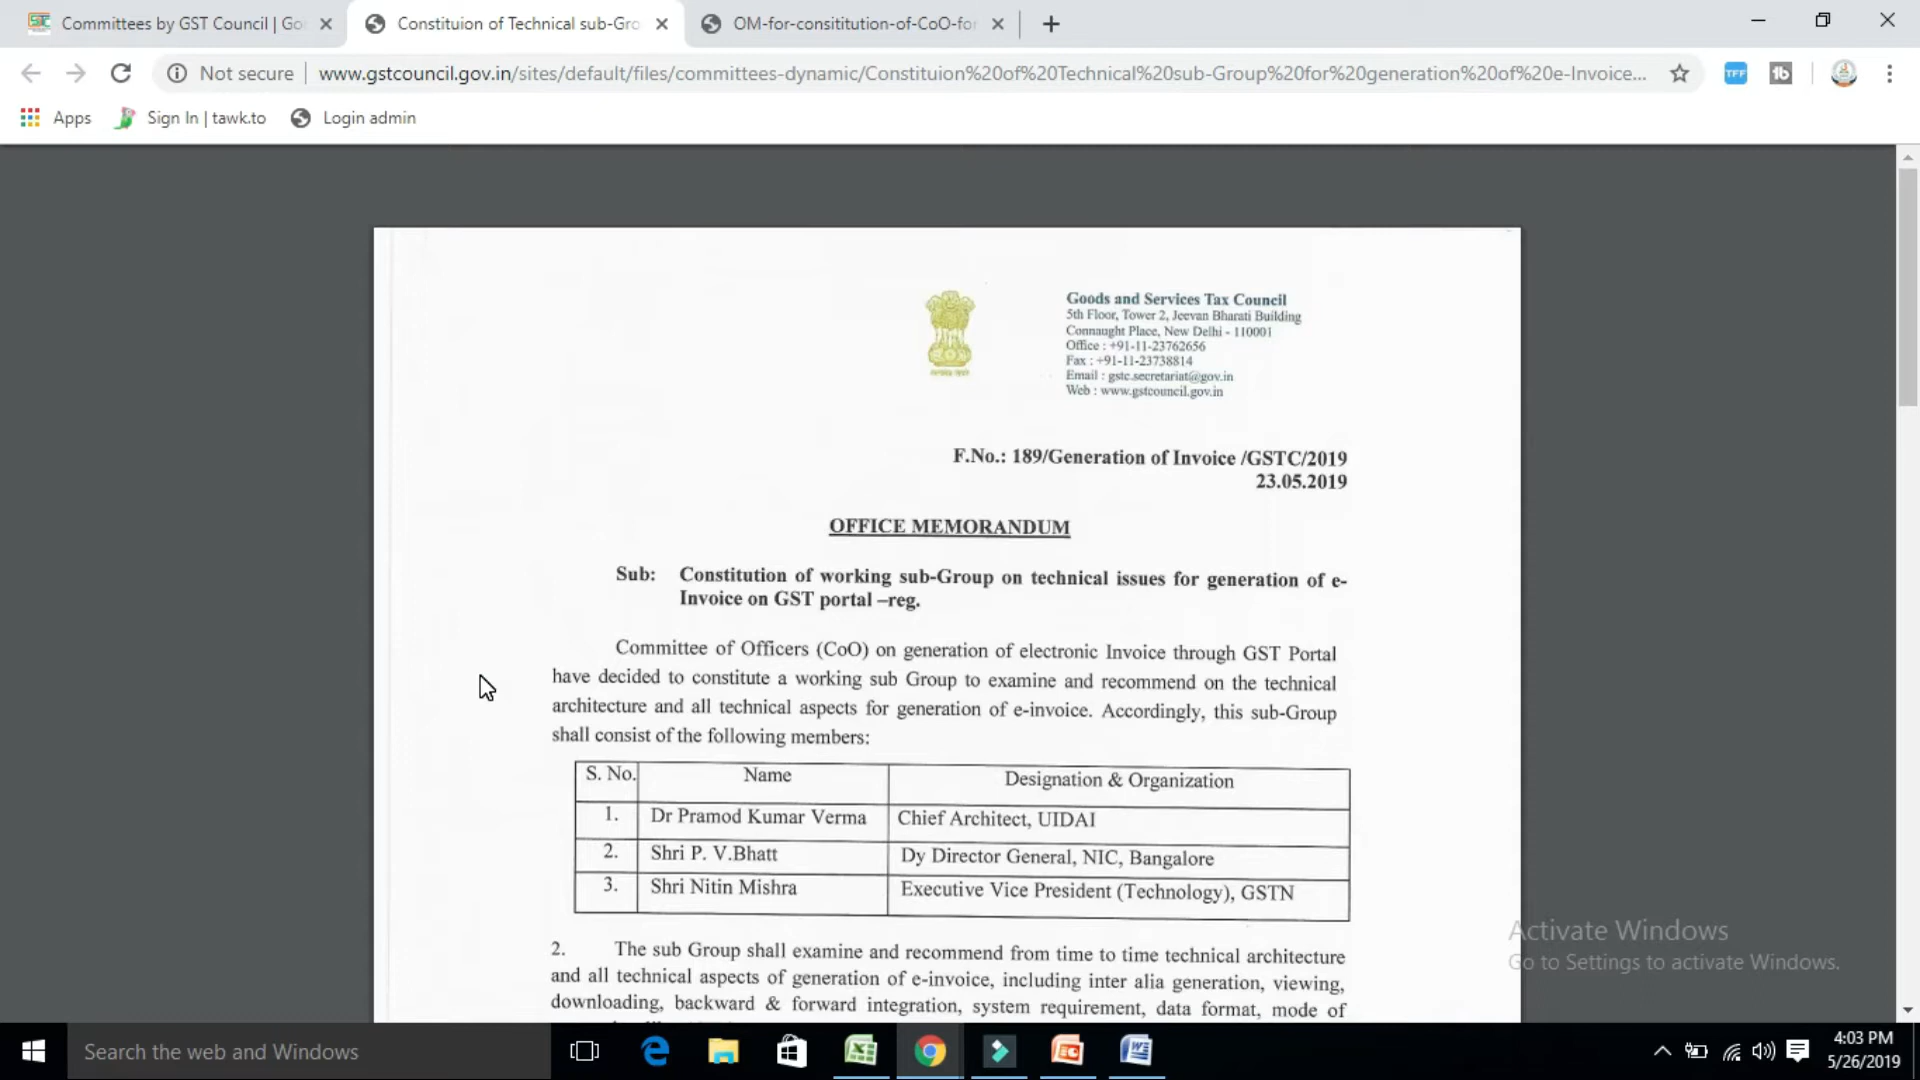 Committees by GST Council | Go
Constituion of Technical sub-Gro
OM-for-consititution-of-CoO-for
Not secure
www.gstcouncil.gov.in/sites/default/files/committees-dynamic/Constituion%20of%20Technical%20sub-Group%20for%20generation%20of%20e-Invoice...
TFF
Apps
Sign In | tawk.to
Login admin
Goods and Services Tax Council
5th Floor, Tower 2, Jeevan Bharati Building
Connaught Place, New Delhi - 110001
Office : +91-11-23762656
Fax : +91-11-23738814
Email : gstc.secretariat@gov.in
Web : www.gstcouncil.gov.in
F.No.: 189/Generation of Invoice /GSTC/2019
23.05.2019
OFFICE MEMORANDUM
Sub: Constitution of working sub-Group on technical issues for generation of e-
Invoice on GST portal –reg.
Committee of Officers (CoO) on generation of electronic Invoice through GST Portal
have decided to constitute a working sub Group to examine and recommend on the technical
architecture and all technical aspects for generation of e-invoice. Accordingly, this sub-Group
shall consist of the following members:
S. No. Name Designation & Organization
1. Dr Pramod Kumar Verma Chief Architect, UIDAI
2. Shri P. V.Bhatt Dy Director General, NIC, Bangalore
3. Shri Nitin Mishra Executive Vice President (Technology), GSTN
2. The sub Group shall examine and recommend from time to time technical architecture
and all technical aspects of generation of e-invoice, including inter alia generation, viewing,
downloading, backward & forward integration, system requirement, data format, mode of
Activate Windows
Go to Settings to activate Windows.
Search the web and Windows
4:03 PM
5/26/2019